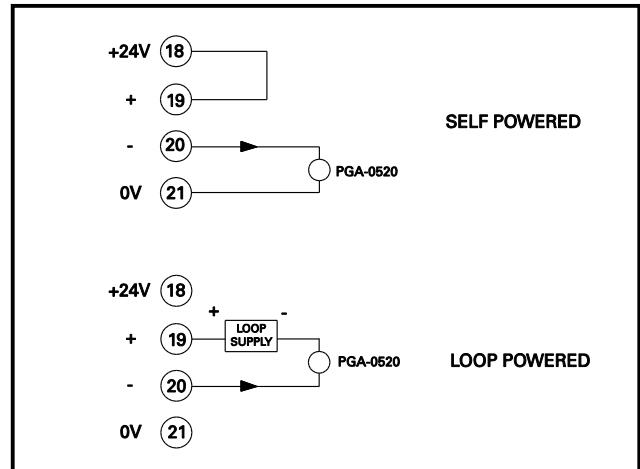 +24V 18
+ 19
SELF POWERED
- 20
PGA-0520
0V 21
+24V 18
+ -
+ 19
LOOP
SUPPLY
PGA-0520
LOOP POWERED
- 20
0V 21